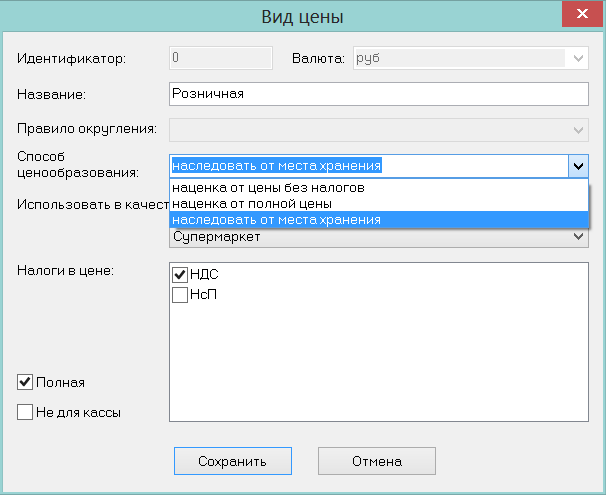 Вид цены
Идентификатор: 0 Валюта: руб
Название: Розничная
Правило округления:
Способ
ценообразования:
наследовать от места хранения
наценка от цены без налогов
наценка от полной цены
наследовать от места хранения
Использовать в качест
Супермаркет
Налоги в цене:
НДС
НсП
Полная
Не для кассы
Сохранить Отмена